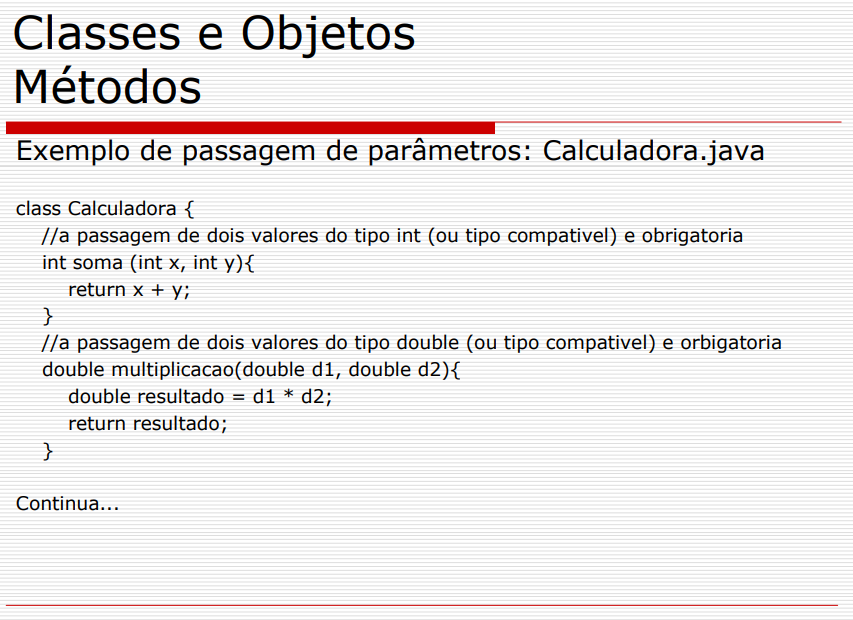 Classes e Objetos
Métodos
Exemplo de passagem de parâmetros: Calculadora.java
class Calculadora {
//a passagem de dois valores do tipo int (ou tipo compativel) e obrigatoria
int soma (int x, int y){
return x + y;
}
//a passagem de dois valores do tipo double (ou tipo compativel) e orbigatoria
double multiplicacao(double d1, double d2){
double resultado = d1 * d2;
return resultado;
}
Continua...